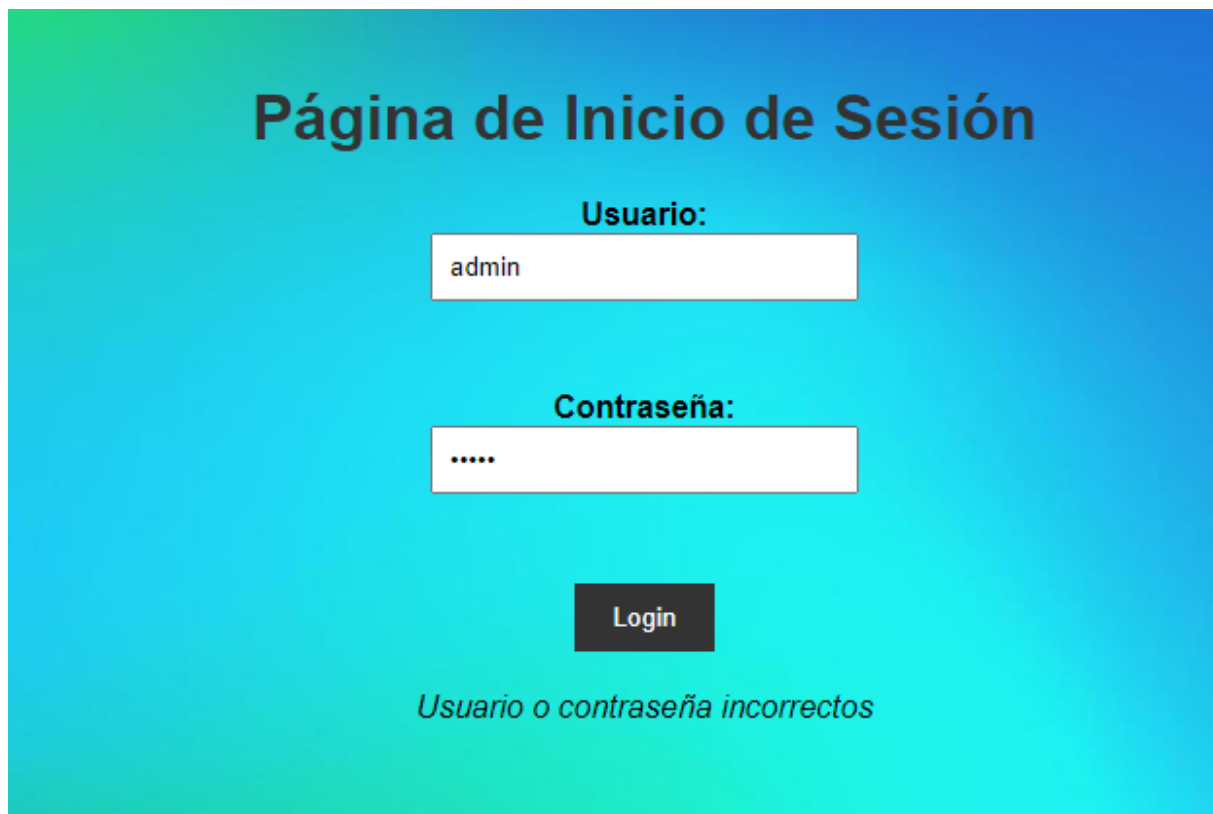 Página de Inicio de Sesión
Usuario:
admin
Contraseña:
•••••
Login
Usuario o contraseña incorrectos